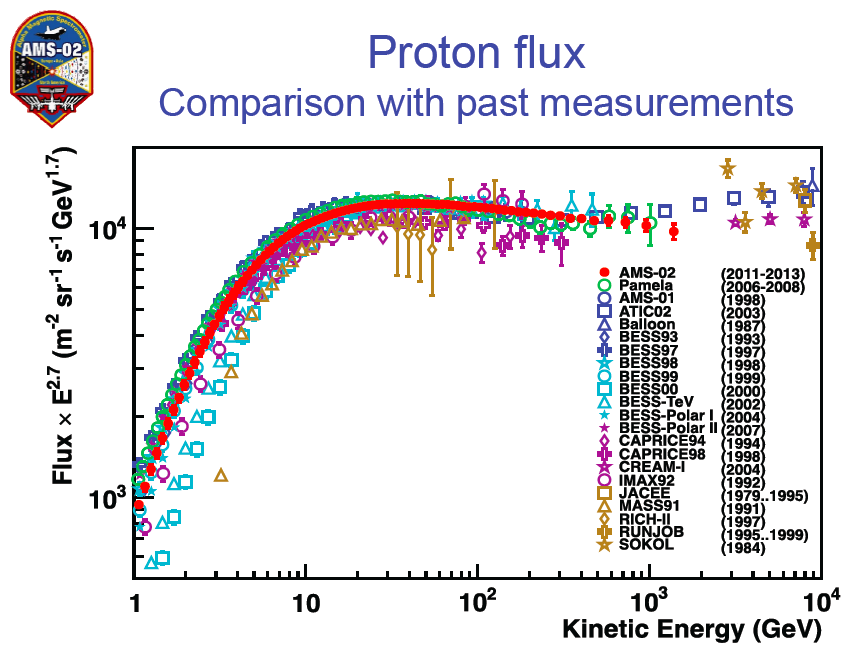 Alpha Magnetic Spectrometer
AMS-02
Proton flux
Comparison with past measurements
Flux × E^2.7 (m^-2 sr^-1 s^-1 GeV^1.7)
10^4
10^3
AMS-02 (2011-2013)
Pamela (2006-2008)
AMS-01 (1998)
ATIC02 (2003)
Balloon (1987)
BESS93 (1993)
BESS97 (1997)
BESS98 (1998)
BESS99 (1999)
BESS00 (2000)
BESS-TeV (2002)
BESS-Polar I (2004)
BESS-Polar II (2007)
CAPRICE94 (1994)
CAPRICE98 (1998)
CREAM-I (2004)
IMAX92 (1992)
JACEE (1979..1995)
MASS91 (1991)
RICH-II (1997)
RUNJOB (1995..1999)
SOKOL (1984)
1 10 10^2 10^3 10^4
Kinetic Energy (GeV)